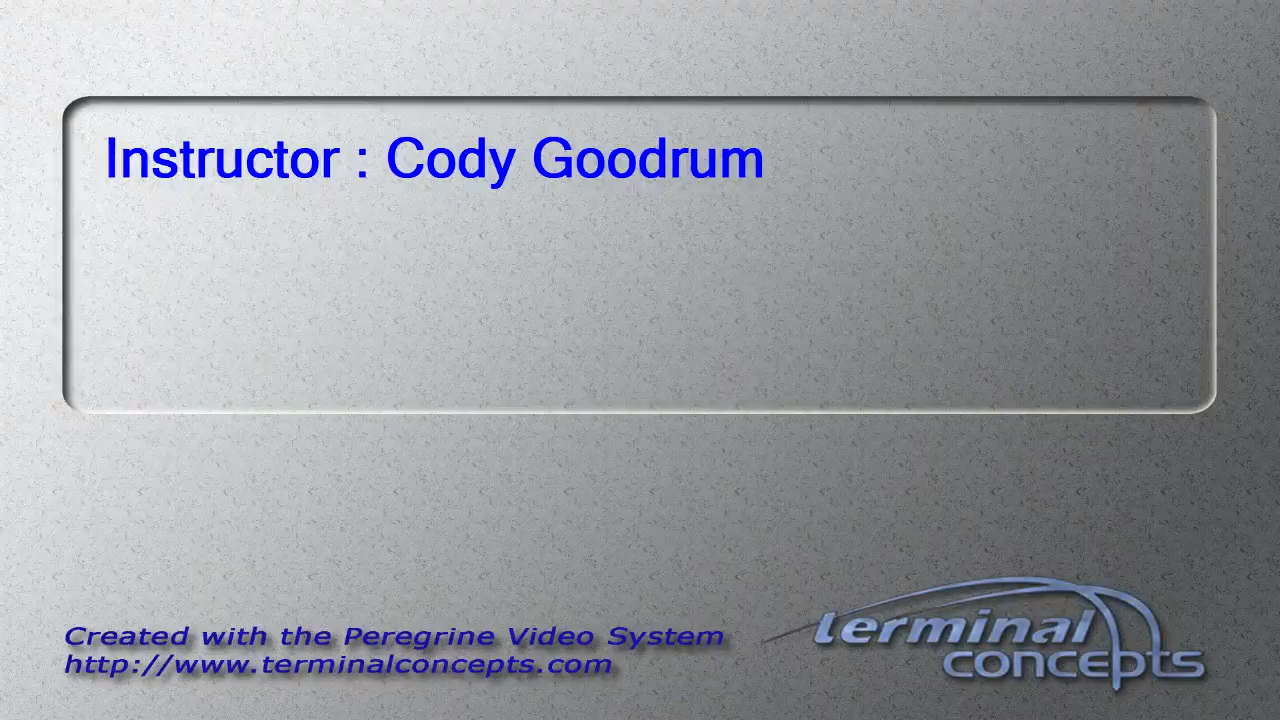 Instructor : Cody Goodrum
Created with the Peregrine Video System
http://www.terminalconcepts.com
terminal
concepts